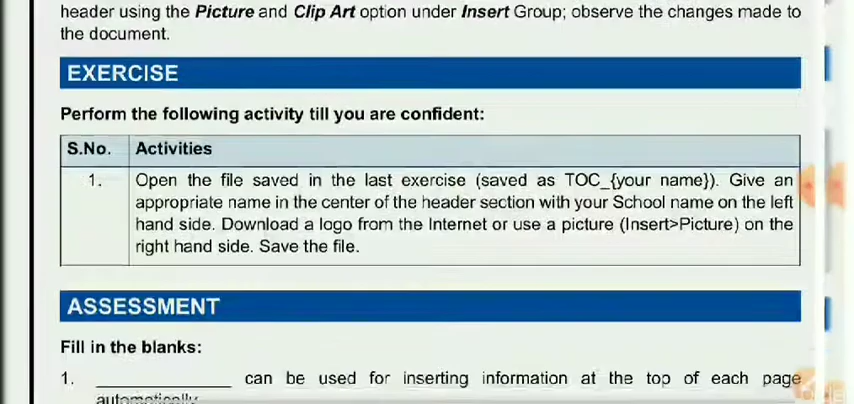 header using the Picture and Clip Art option under Insert Group; observe the changes made to
the document.
EXERCISE
Perform the following activity till you are confident:
S.No. Activities
1. Open the file saved in the last exercise (saved as TOC_{your name}). Give an
appropriate name in the center of the header section with your School name on the left
hand side. Download a logo from the Internet or use a picture (Insert>Picture) on the
right hand side. Save the file.
ASSESSMENT
Fill in the blanks:
1. ______________ can be used for inserting information at the top of each page
automatically.